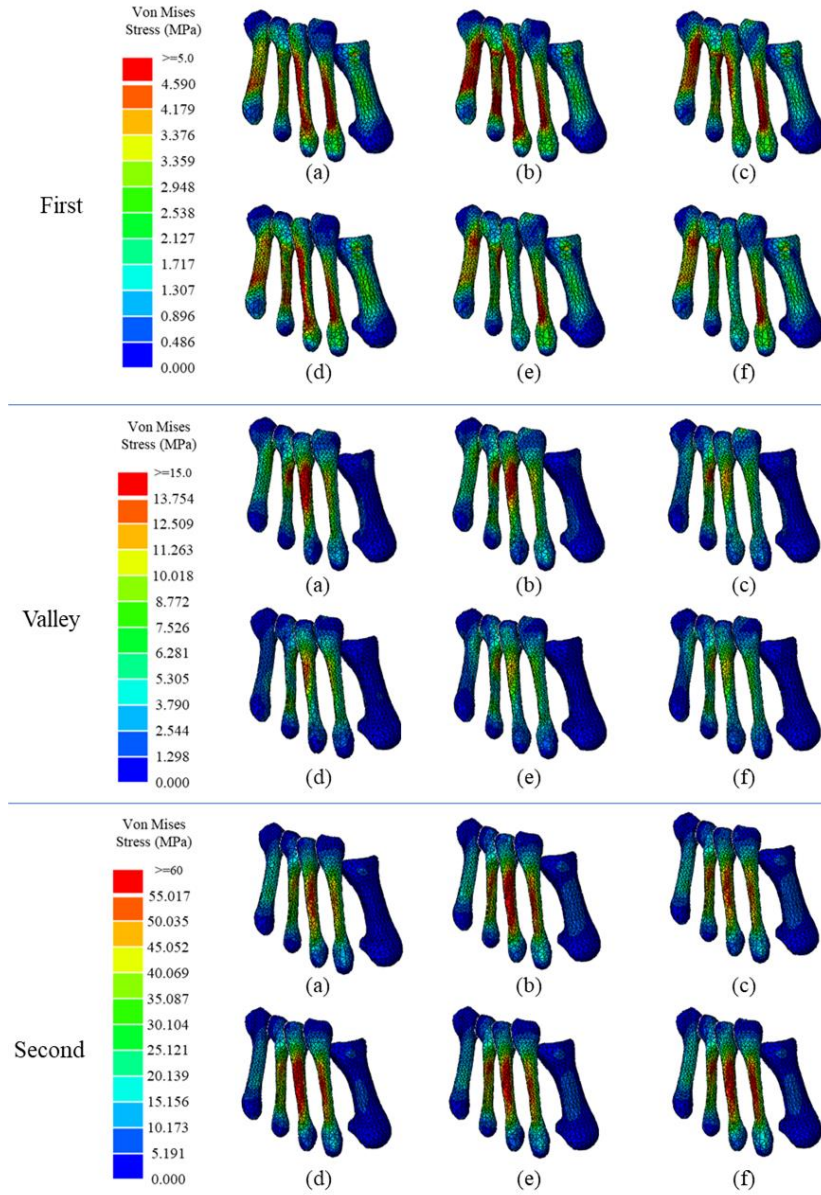 Von Mises
Stress (MPa)
>=5.0
4.590
4.179
3.376
3.359
2.948
2.538
2.127
1.717
1.307
0.896
0.486
0.000
First
(a)
(b)
(c)
(d)
(e)
(f)
Von Mises
Stress (MPa)
>=15.0
13.754
12.509
11.263
10.018
8.772
7.526
6.281
5.305
3.790
2.544
1.298
0.000
Valley
(a)
(b)
(c)
(d)
(e)
(f)
Von Mises
Stress (MPa)
>=60
55.017
50.035
45.052
40.069
35.087
30.104
25.121
20.139
15.156
10.173
5.191
0.000
Second
(a)
(b)
(c)
(d)
(e)
(f)